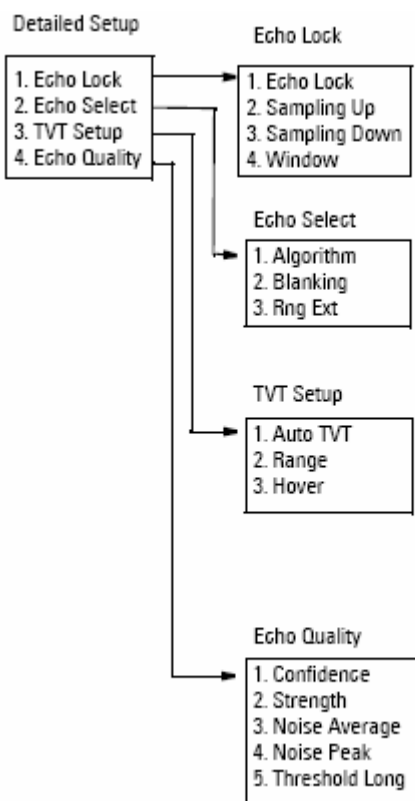 Detailed Setup
1. Echo Lock
2. Echo Select
3. TVT Setup
4. Echo Quality
Echo Lock
1. Echo Lock
2. Sampling Up
3. Sampling Down
4. Window
Echo Select
1. Algorithm
2. Blanking
3. Rng Ext
TVT Setup
1. Auto TVT
2. Range
3. Hover
Echo Quality
1. Confidence
2. Strength
3. Noise Average
4. Noise Peak
5. Threshold Long